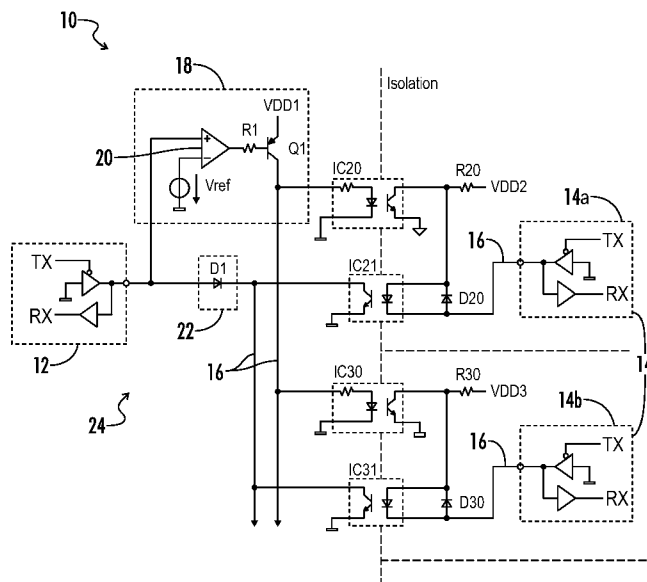 10
18
Isolation
VDD1
R1
Q1
+
20
−
Vref
IC20
R20
VDD2
14a
16
TX
RX
TX
D1
IC21
D20
RX
22
12
16
14
IC30
R30
VDD3
14b
24
16
TX
IC31
D30
RX